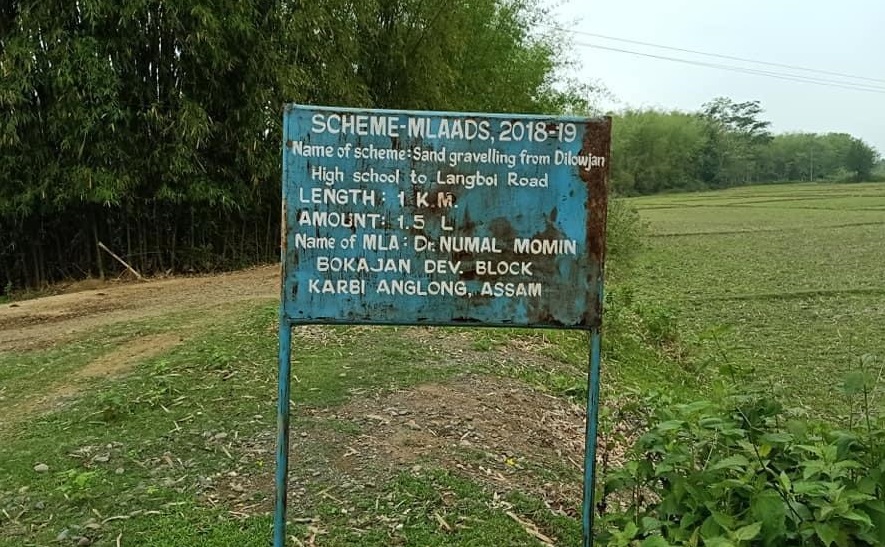 SCHEME-MLAADS, 2018-19
Name of scheme: Sand gravelling from Dilowjan
High school to Langboi Road
LENGTH: 1 K.M.
AMOUNT: 1.5 L
Name of MLA: Dr. NUMAL MOMIN
BOKAJAN DEV. BLOCK
KARBI ANGLONG, ASSAM